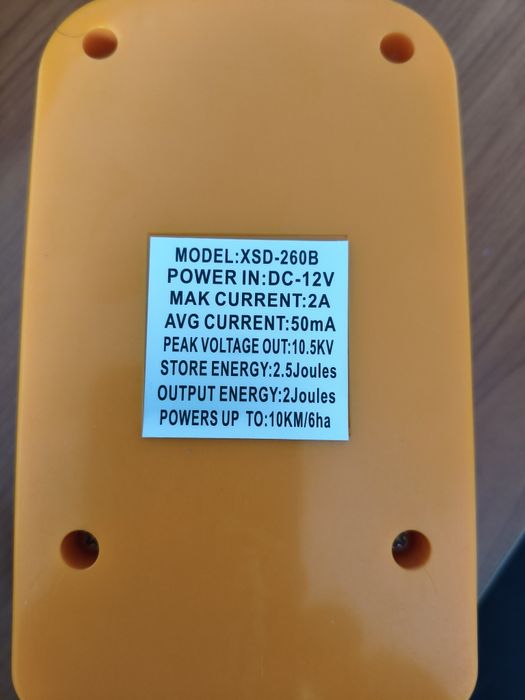 MODEL:XSD-260B
POWER IN:DC-12V
MAK CURRENT:2A
AVG CURRENT:50mA
PEAK VOLTAGE OUT:10.5KV
STORE ENERGY:2.5Joules
OUTPUT ENERGY:2Joules
POWERS UP TO:10KM/6ha